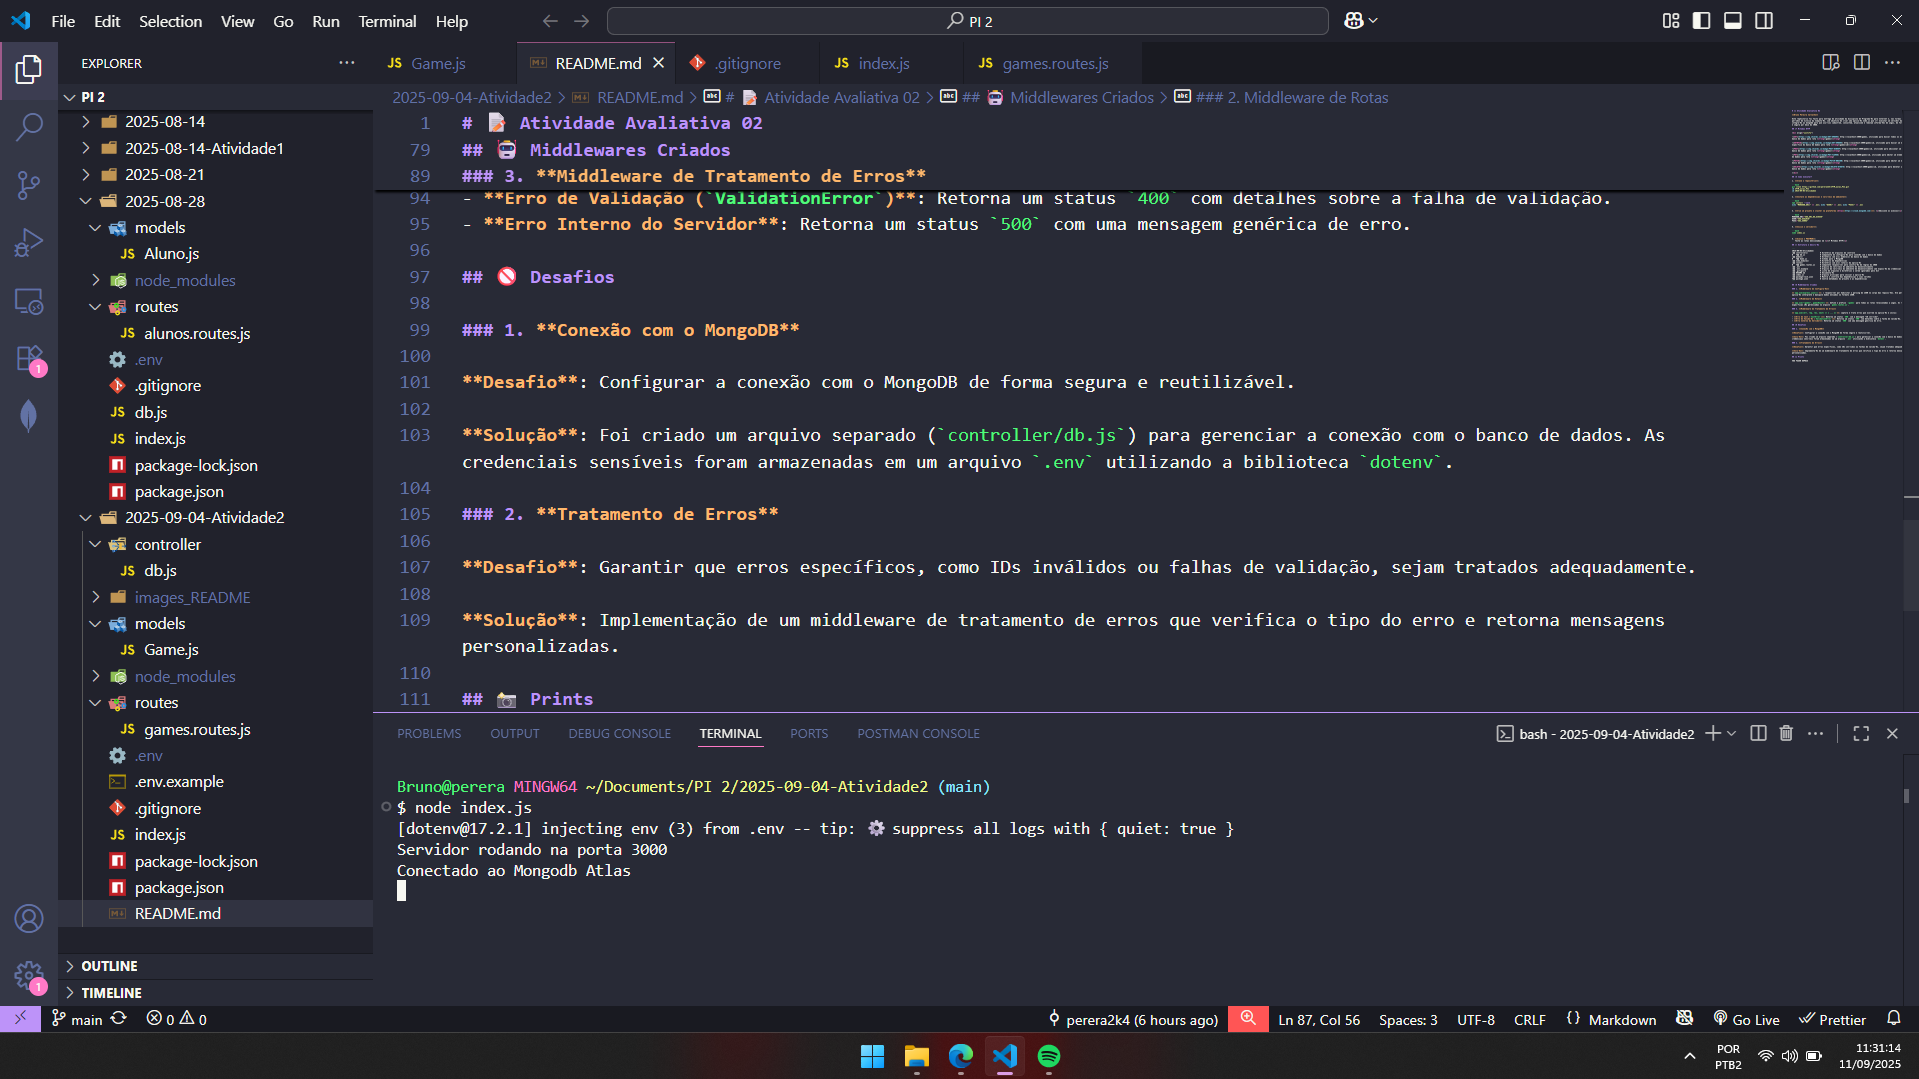 File Edit Selection View Go Run Terminal Help
PI 2
EXPLORER
JS Game.js
README.md
.gitignore
JS index.js
JS games.routes.js
PI 2
2025-09-04-Atividade2 > README.md > # 📝 Atividade Avaliativa 02 > ## 🤖 Middlewares Criados > ### 2. Middleware de Rotas
2025-08-14
2025-08-14-Atividade1
2025-08-21
2025-08-28
models
JS Aluno.js
node_modules
routes
JS alunos.routes.js
.env
.gitignore
JS db.js
JS index.js
package-lock.json
package.json
2025-09-04-Atividade2
controller
JS db.js
images_README
models
JS Game.js
node_modules
routes
JS games.routes.js
.env
.env.example
.gitignore
JS index.js
package-lock.json
package.json
README.md
OUTLINE
TIMELINE
1 # 📝 Atividade Avaliativa 02
79 ## 🤖 Middlewares Criados
89 ### 3. **Middleware de Tratamento de Erros**
94 - **Erro de Validação (`ValidationError`)**: Retorna um status `400` com detalhes sobre a falha de validação.
95 - **Erro Interno do Servidor**: Retorna um status `500` com uma mensagem genérica de erro.
96
97 ## 🚫 Desafios
98
99 ### 1. **Conexão com o MongoDB**
100
101 **Desafio**: Configurar a conexão com o MongoDB de forma segura e reutilizável.
102
103 **Solução**: Foi criado um arquivo separado (`controller/db.js`) para gerenciar a conexão com o banco de dados. As
credenciais sensíveis foram armazenadas em um arquivo `.env` utilizando a biblioteca `dotenv`.
104
105 ### 2. **Tratamento de Erros**
106
107 **Desafio**: Garantir que erros específicos, como IDs inválidos ou falhas de validação, sejam tratados adequadamente.
108
109 **Solução**: Implementação de um middleware de tratamento de erros que verifica o tipo do erro e retorna mensagens
personalizadas.
110
111 ## 📷 Prints
PROBLEMS OUTPUT DEBUG CONSOLE TERMINAL PORTS POSTMAN CONSOLE
bash - 2025-09-04-Atividade2
Bruno@perera MINGW64 ~/Documents/PI 2/2025-09-04-Atividade2 (main)
$ node index.js
[dotenv@17.2.1] injecting env (3) from .env -- tip: ⚙️ suppress all logs with { quiet: true }
Servidor rodando na porta 3000
Conectado ao Mongodb Atlas
1
1
main 0 0
perera2k4 (6 hours ago) Ln 87, Col 56 Spaces: 3 UTF-8 CRLF {} Markdown Go Live Prettier
POR
PTB2
11:31:14
11/09/2025